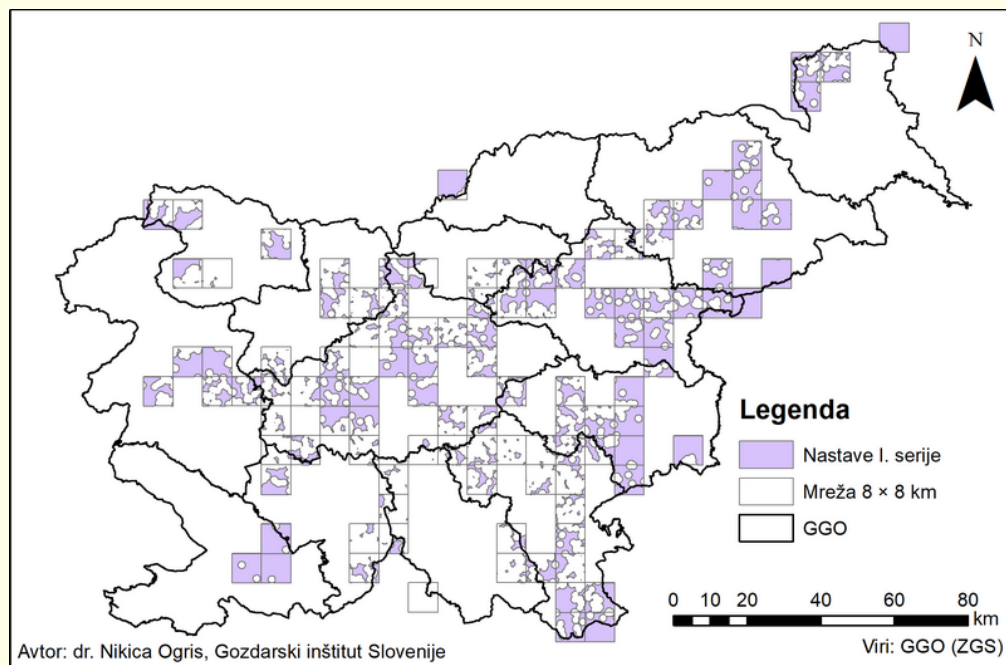 N
Legenda
Nastave I. serije
Mreža 8 × 8 km
GGO
0 10 20 40 60 80
km
Avtor: dr. Nikica Ogris, Gozdarski inštitut Slovenije
Viri: GGO (ZGS)